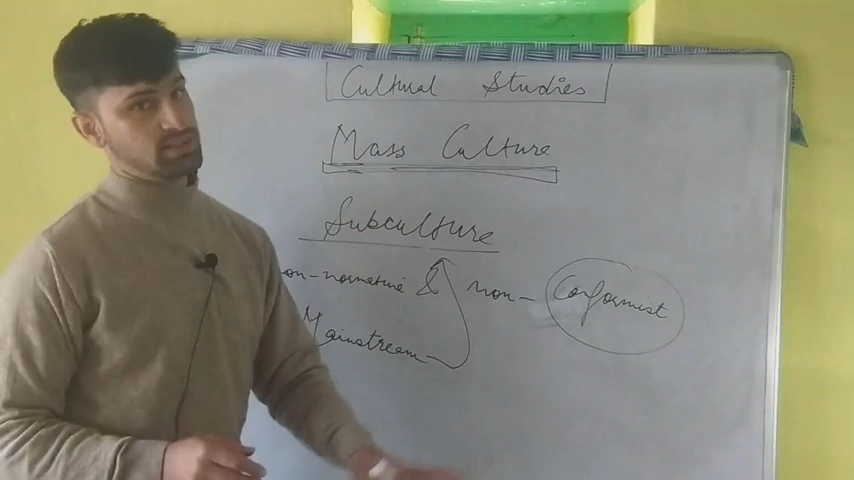 Cultural Studies
Mass Culture
Subculture
on-normative & non-Conformist
Mainstream